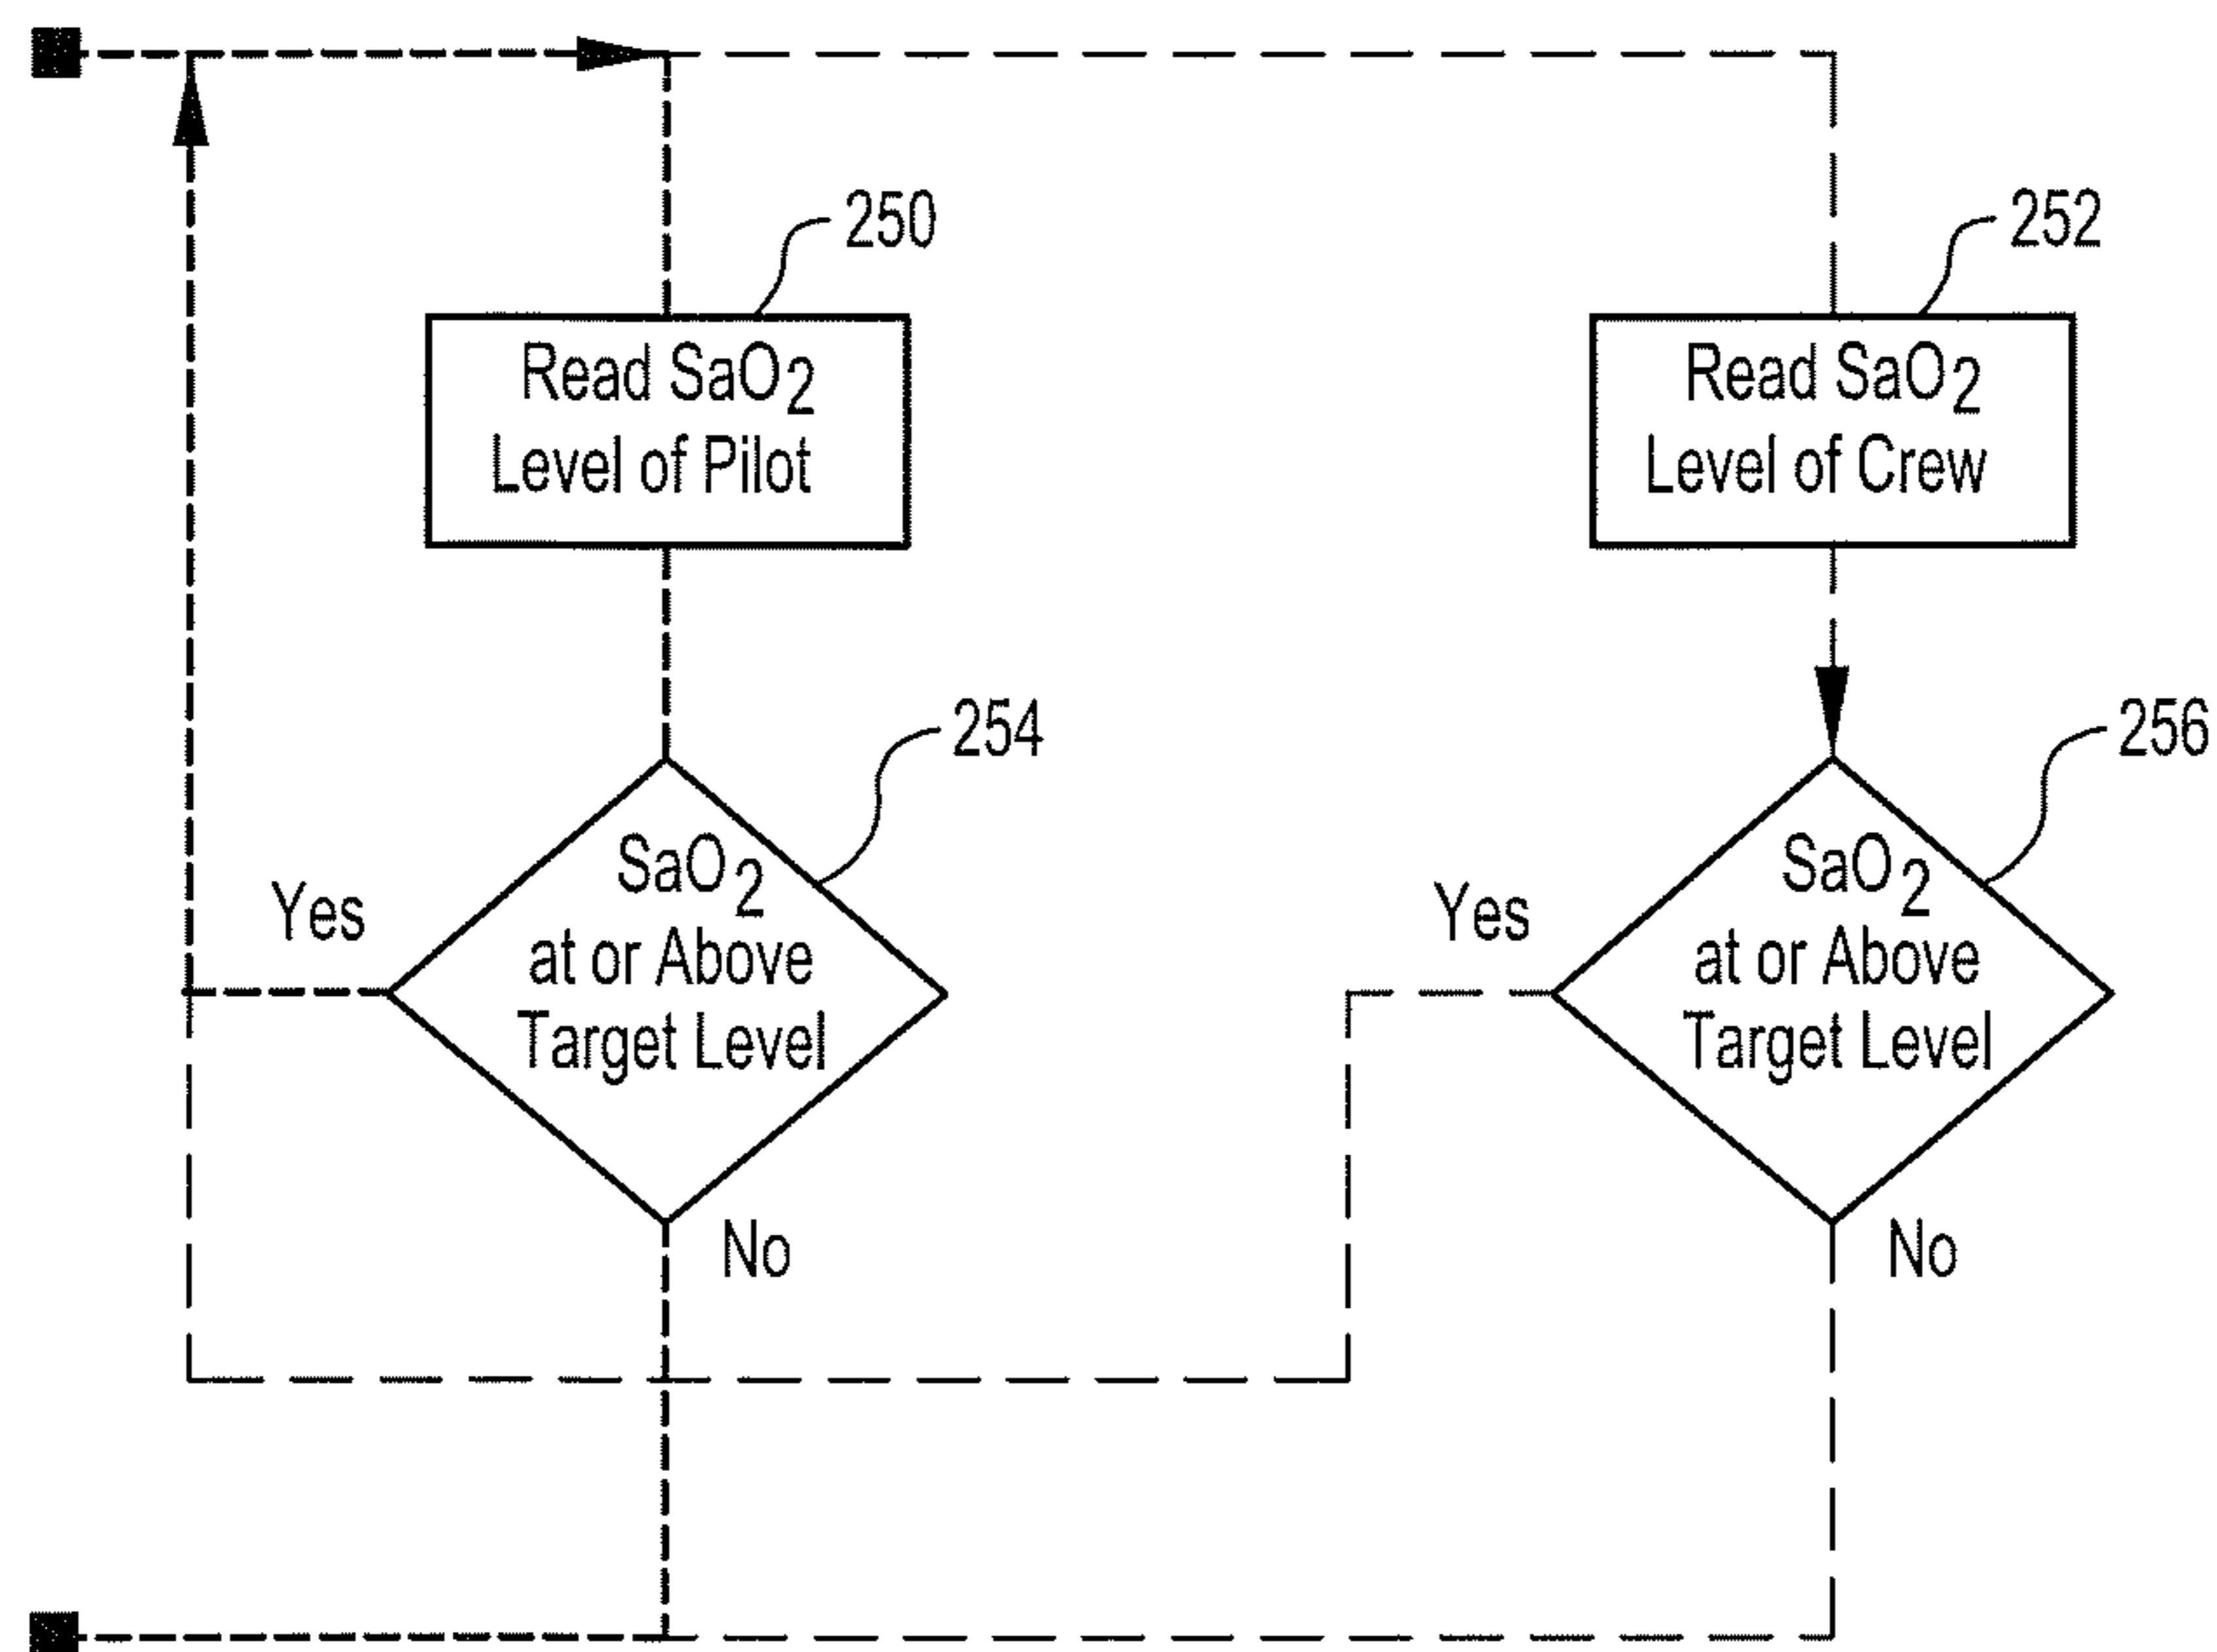 250
252
Read SaO2
Level of Pilot
Read SaO2
Level of Crew
254
256
SaO2
at or Above
Target Level
Yes
No
SaO2
at or Above
Target Level
Yes
No